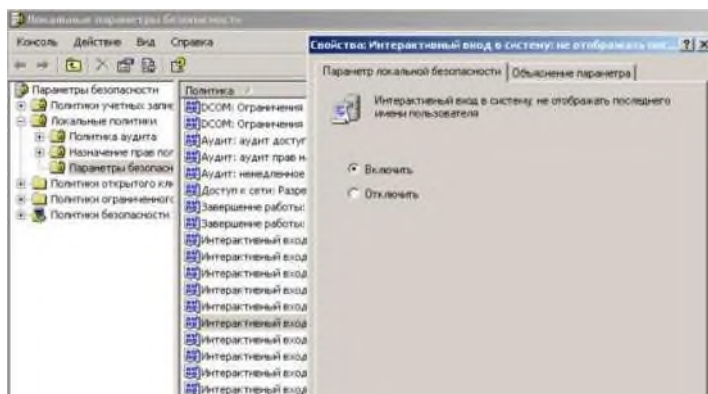 Локальные параметры безопасности
Консоль Действие Вид Справка
Параметры безопасности
Политики учетных запис
Локальные политики
Политика аудита
Назначение прав пол
Параметры безопасн
Политики открытого клю
Политики ограниченного
Политики безопасности
Политика
DCOM: Ограничения
DCOM: Ограничения
Аудит: аудит доступ
Аудит: аудит прав н
Аудит: немедленное
Доступ к сети: Разре
Завершение работы:
Завершение работы:
Интерактивный вход
Интерактивный вход
Интерактивный вход
Интерактивный вход
Интерактивный вход
Интерактивный вход
Интерактивный вход
Интерактивный вход
Интерактивный вход
Интерактивный вход
Свойства: Интерактивный вход в систему: не отображать пос...
Параметр локальной безопасности Объяснение параметра
Интерактивный вход в систему: не отображать последнего
имени пользователя
Включить
Отключить